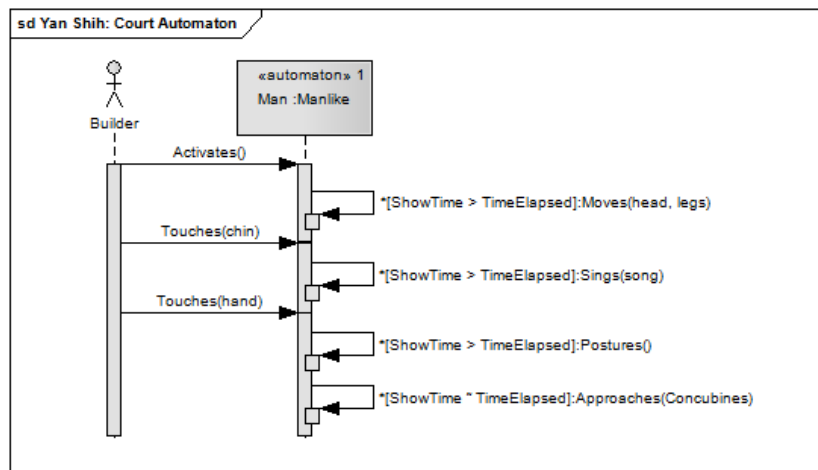 sd Yan Shih: Court Automaton
«automaton» 1
Man :Manlike
Builder
Activates()
*[ShowTime > TimeElapsed]:Moves(head, legs)
Touches(chin)
*[ShowTime > TimeElapsed]:Sings(song)
Touches(hand)
*[ShowTime > TimeElapsed]:Postures()
*[ShowTime ~ TimeElapsed]:Approaches(Concubines)